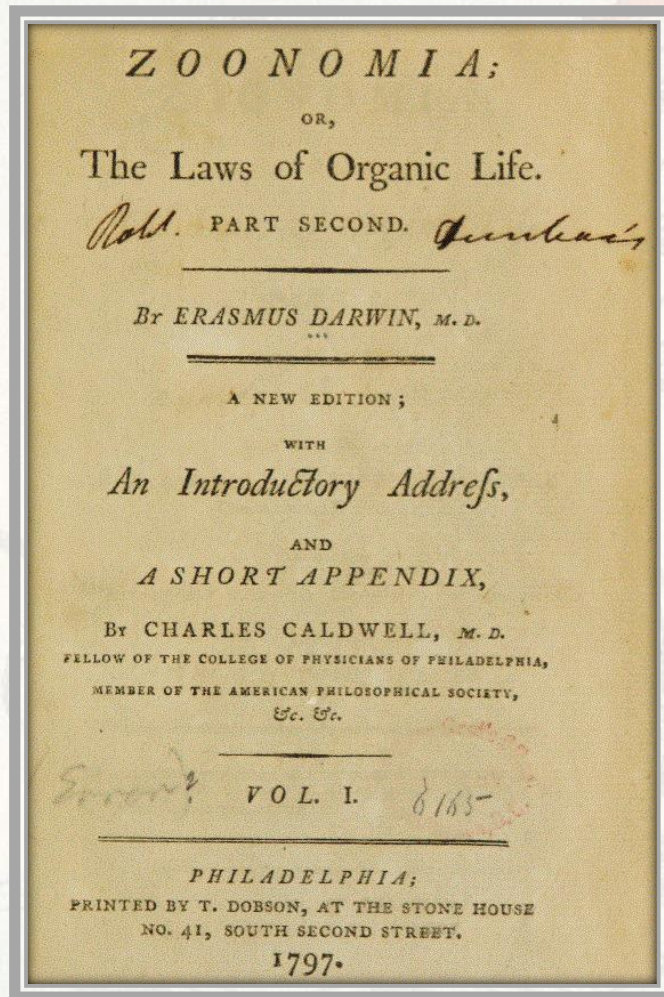 ZOONOMIA;
OR,
The Laws of Organic Life.
Robt. PART SECOND. Dunbar's
By ERASMUS DARWIN, M. D.
A NEW EDITION;
WITH
An Introductory Addreſs,
AND
A SHORT APPENDIX,
By CHARLES CALDWELL, M. D.
FELLOW OF THE COLLEGE OF PHYSICIANS OF PHILADELPHIA,
MEMBER OF THE AMERICAN PHILOSOPHICAL SOCIETY,
&c. &c.
VOL. I.
PHILADELPHIA;
PRINTED BY T. DOBSON, AT THE STONE HOUSE
NO. 41, SOUTH SECOND STREET.
1797.